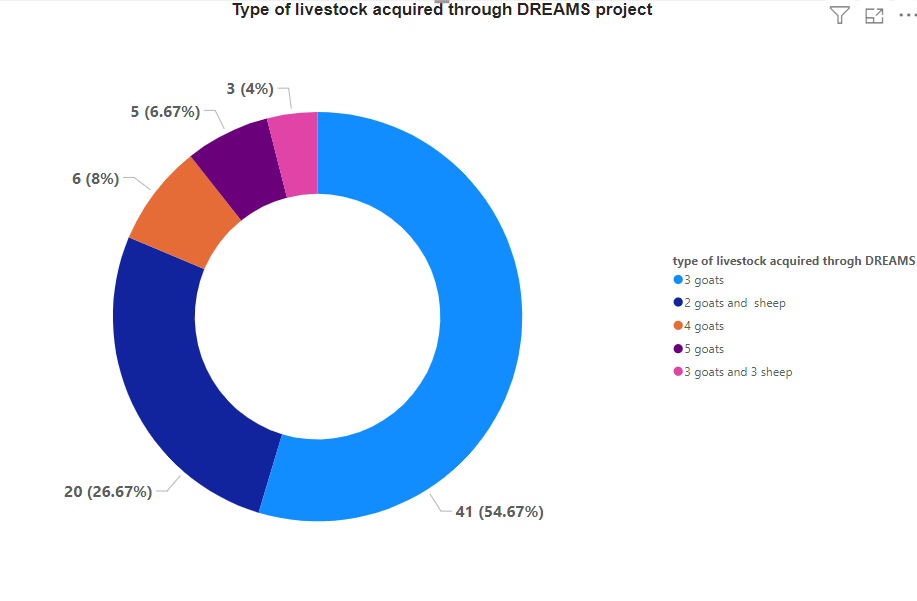 Type of livestock acquired through DREAMS project
3 (4%)
5 (6.67%)
6 (8%)
20 (26.67%)
41 (54.67%)
type of livestock acquired throgh DREAMS
3 goats
2 goats and  sheep
4 goats
5 goats
3 goats and 3 sheep